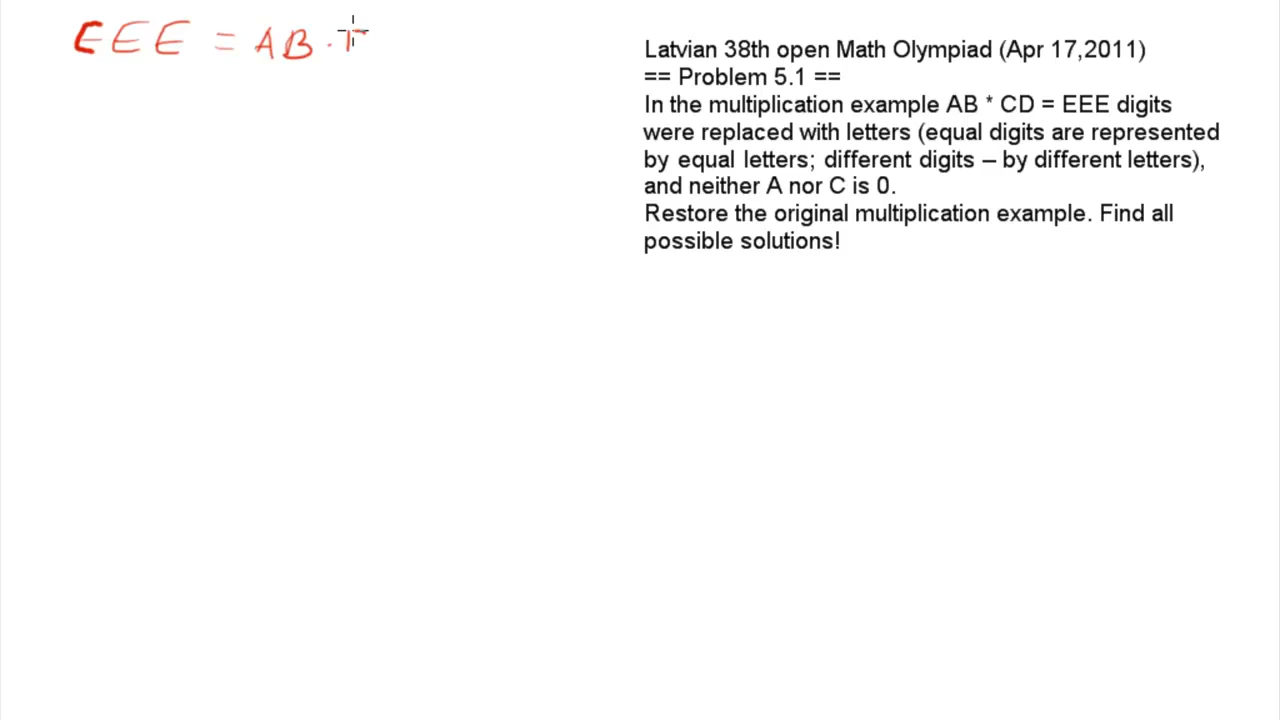 EEE = AB ·
Latvian 38th open Math Olympiad (Apr 17,2011)
== Problem 5.1 ==
In the multiplication example AB * CD = EEE digits
were replaced with letters (equal digits are represented
by equal letters; different digits – by different letters),
and neither A nor C is 0.
Restore the original multiplication example. Find all
possible solutions!